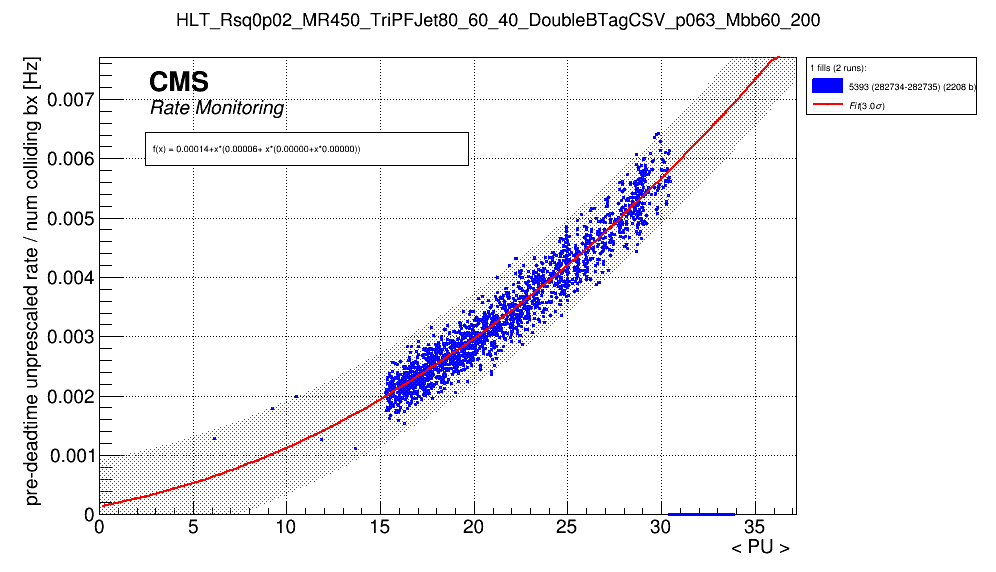 HLT_Rsq0p02_MR450_TriPFJet80_60_40_DoubleBTagCSV_p063_Mbb60_200
pre-deadtime unprescaled rate / num colliding bx [Hz]
CMS
Rate Monitoring
f(x) = 0.00014+x*(0.00006+ x*(0.00000+x*0.00000))
1 fills (2 runs):
5393 (282734-282735) (2208 b)
Fit(3.0σ)
0.007
0.006
0.005
0.004
0.003
0.002
0.001
0
0 5 10 15 20 25 30 35
< PU >